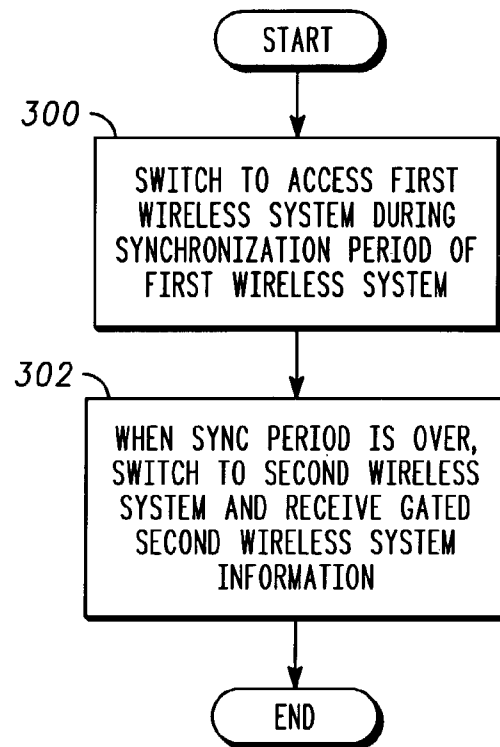 START
300
SWITCH TO ACCESS FIRST
WIRELESS SYSTEM DURING
SYNCHRONIZATION PERIOD OF
FIRST WIRELESS SYSTEM
302
WHEN SYNC PERIOD IS OVER,
SWITCH TO SECOND WIRELESS
SYSTEM AND RECEIVE GATED
SECOND WIRELESS SYSTEM
INFORMATION
END